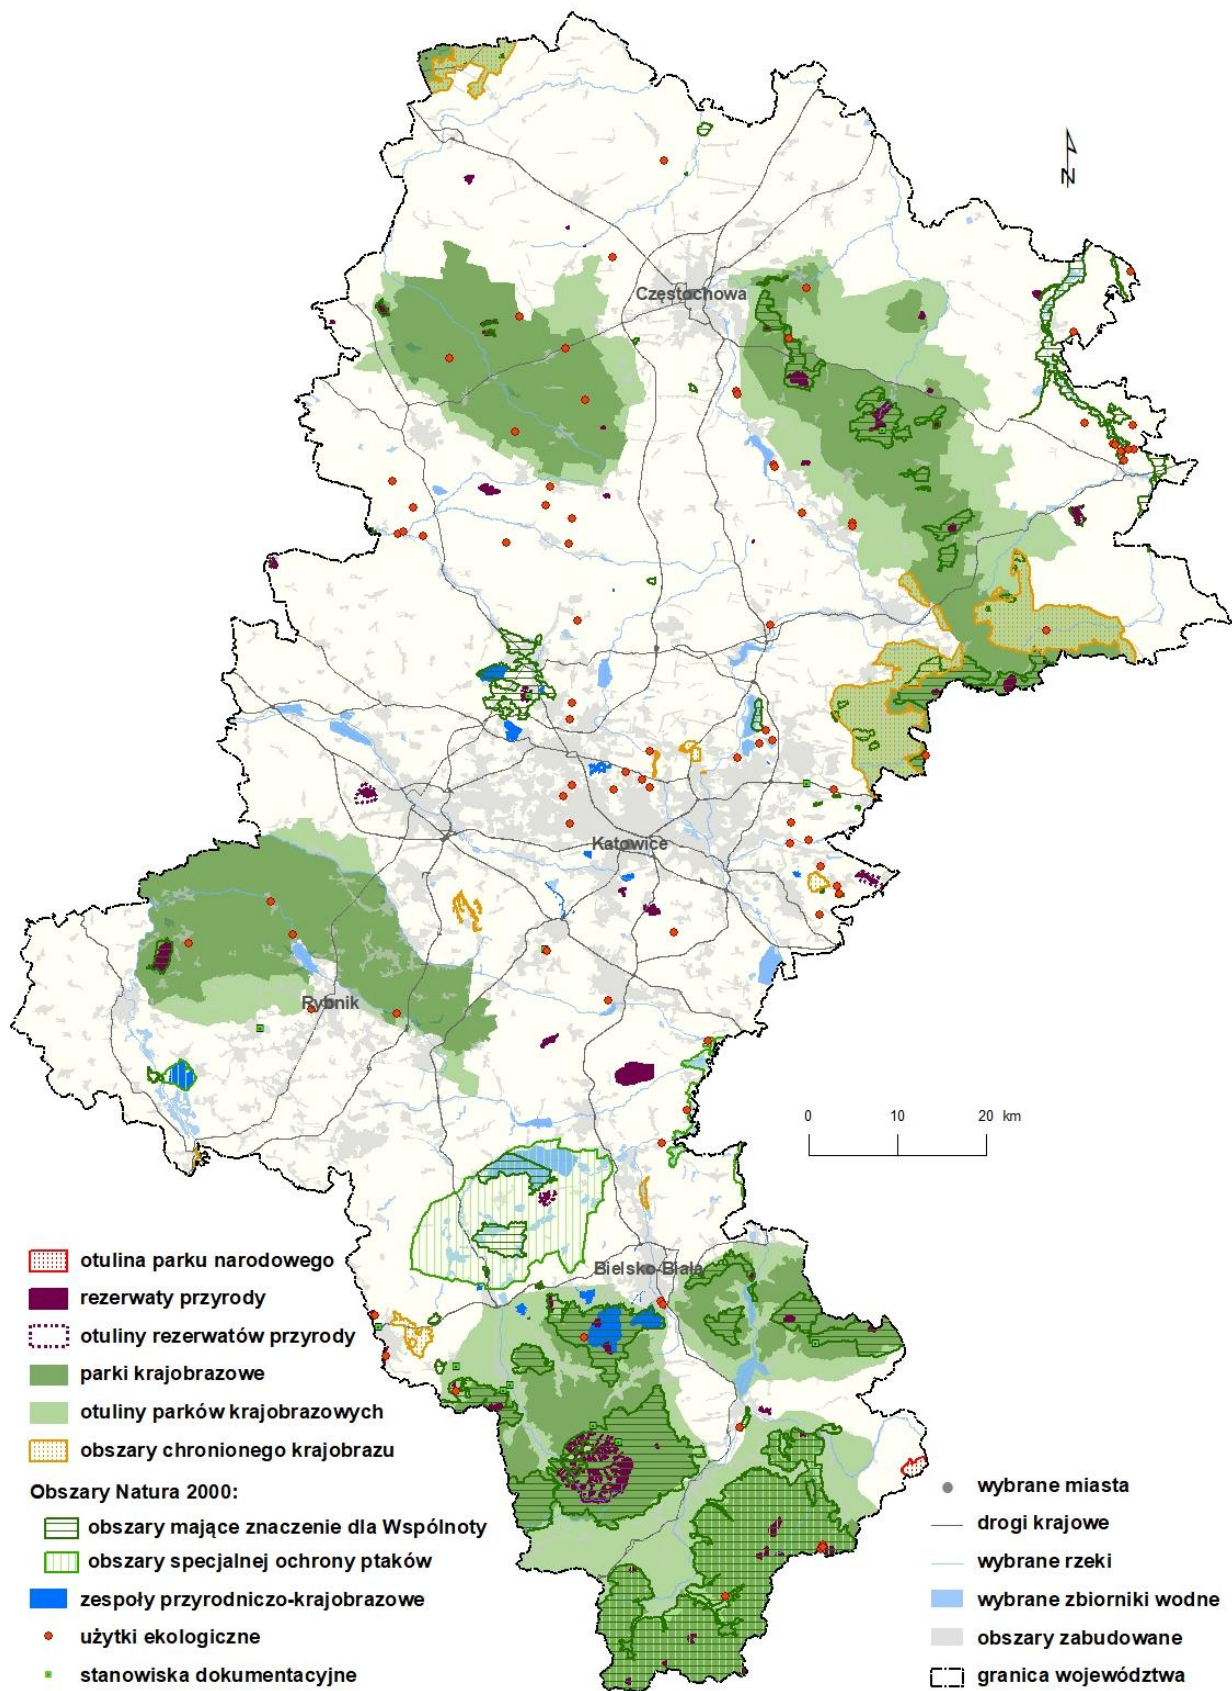 N
Częstochowa
Katowice
Rybnik
0 10 20 km
Bielsko-Biała
otulina parku narodowego
rezerwaty przyrody
otuliny rezerwatów przyrody
parki krajobrazowe
otuliny parków krajobrazowych
obszary chronionego krajobrazu
Obszary Natura 2000:
obszary mające znaczenie dla Wspólnoty
obszary specjalnej ochrony ptaków
zespoły przyrodniczo-krajobrazowe
użytki ekologiczne
stanowiska dokumentacyjne
wybrane miasta
drogi krajowe
wybrane rzeki
wybrane zbiorniki wodne
obszary zabudowane
granica województwa